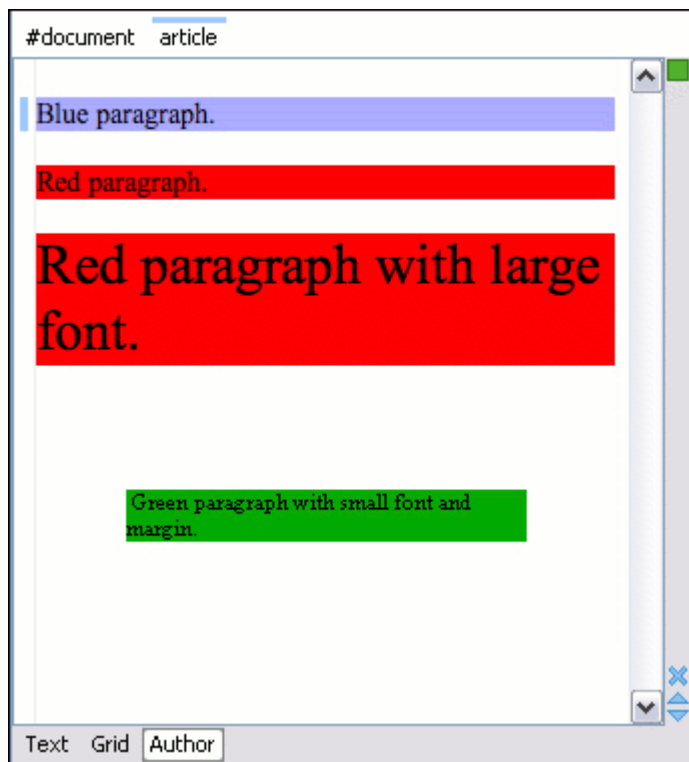 #document article
Blue paragraph.
Red paragraph.
Red paragraph with large
font.
Green paragraph with small font and
margin.
Text Grid Author